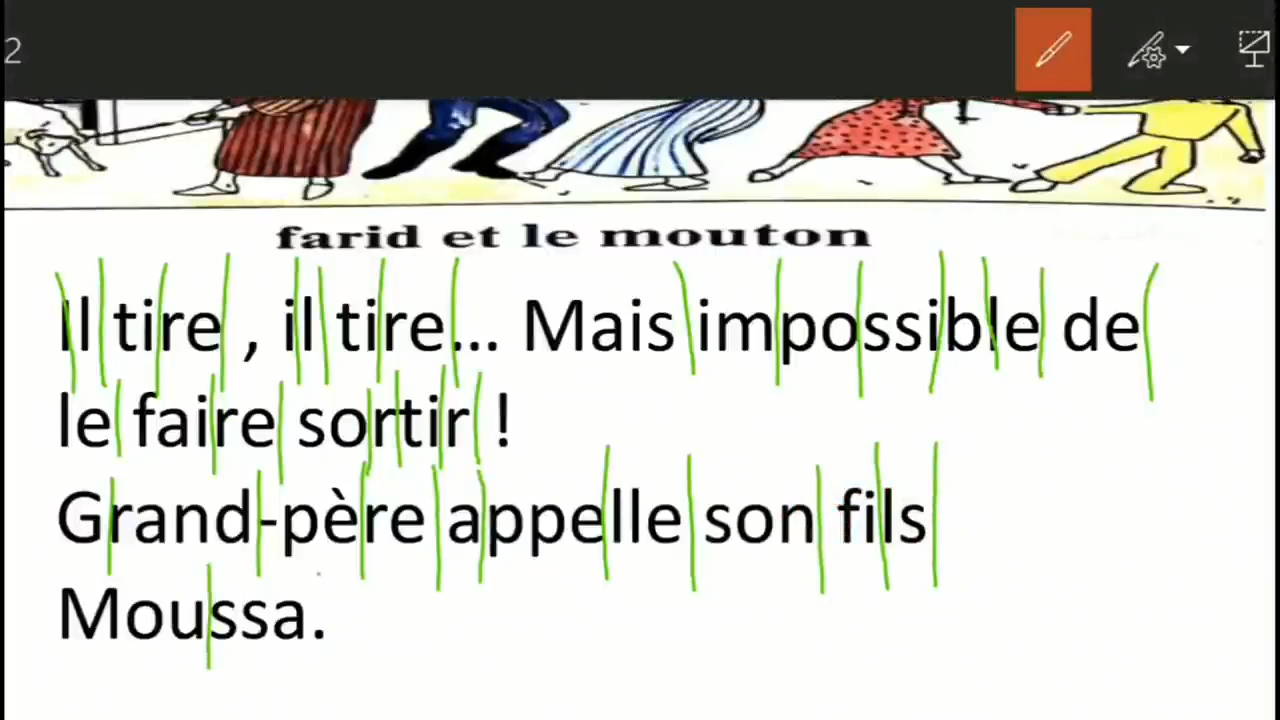 2
farid et le mouton
Il tire , il tire... Mais impossible de
le faire sortir !
Grand-père appelle son fils
Moussa.